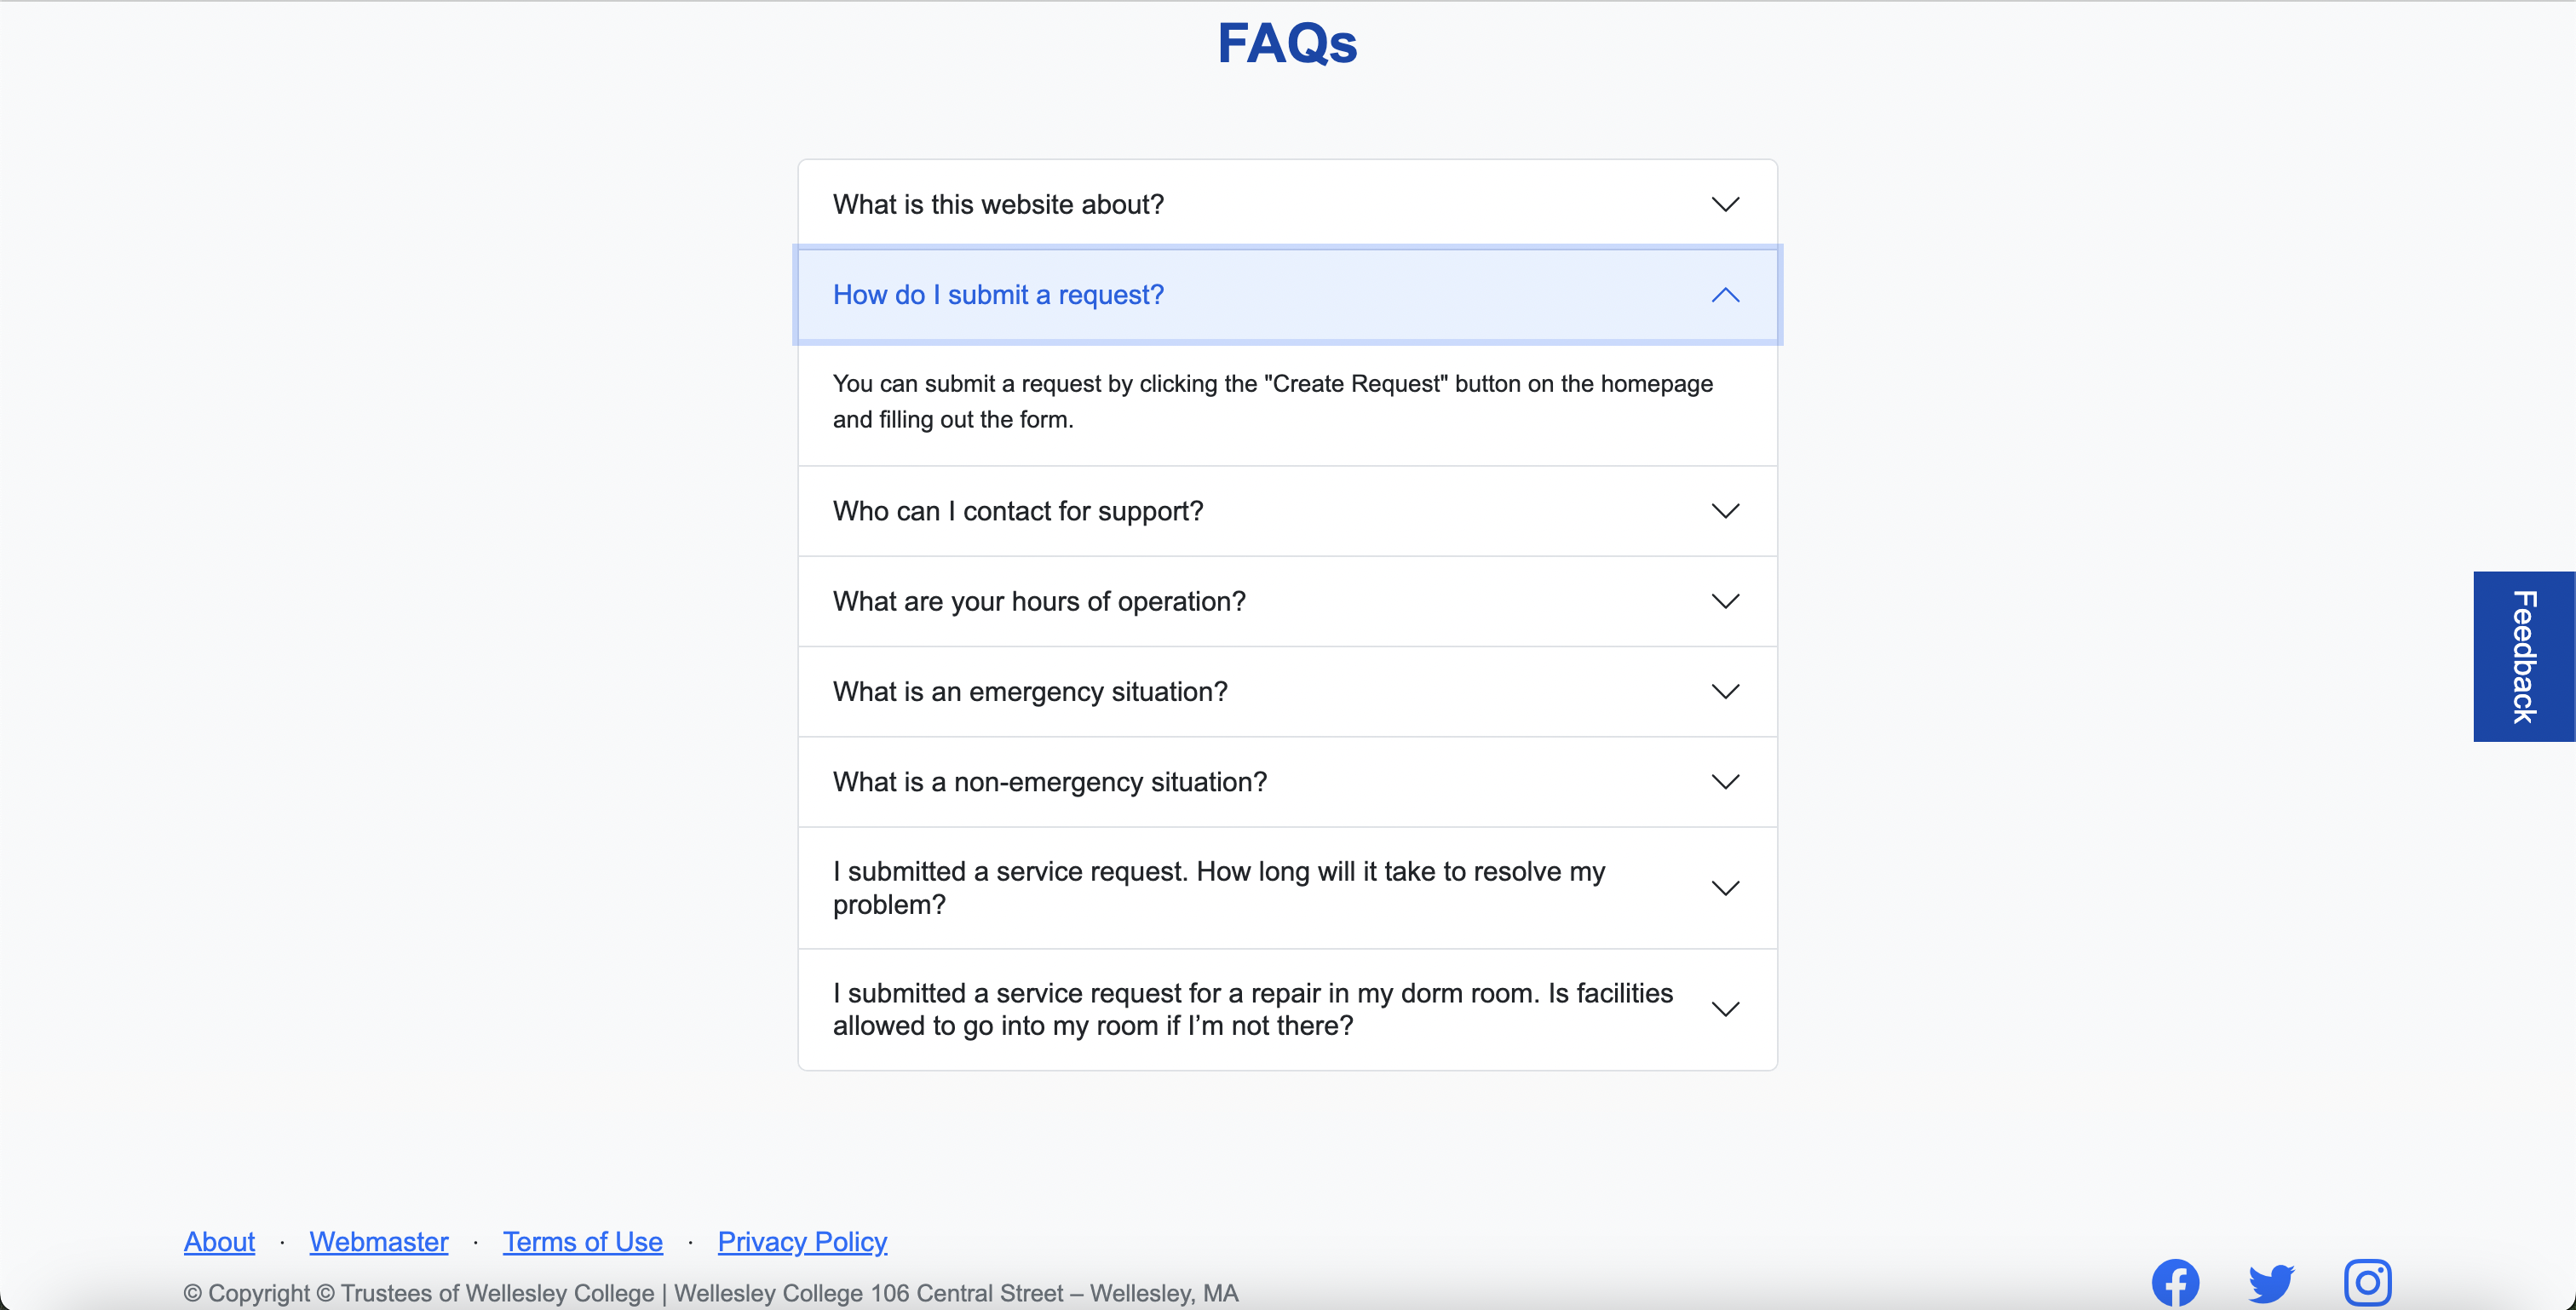 FAQs
What is this website about?
How do I submit a request?
You can submit a request by clicking the "Create Request" button on the homepage
and filling out the form.
Who can I contact for support?
What are your hours of operation?
What is an emergency situation?
What is a non-emergency situation?
I submitted a service request. How long will it take to resolve my
problem?
I submitted a service request for a repair in my dorm room. Is facilities
allowed to go into my room if I’m not there?
Feedback
About · Webmaster · Terms of Use · Privacy Policy
© Copyright © Trustees of Wellesley College | Wellesley College 106 Central Street – Wellesley, MA